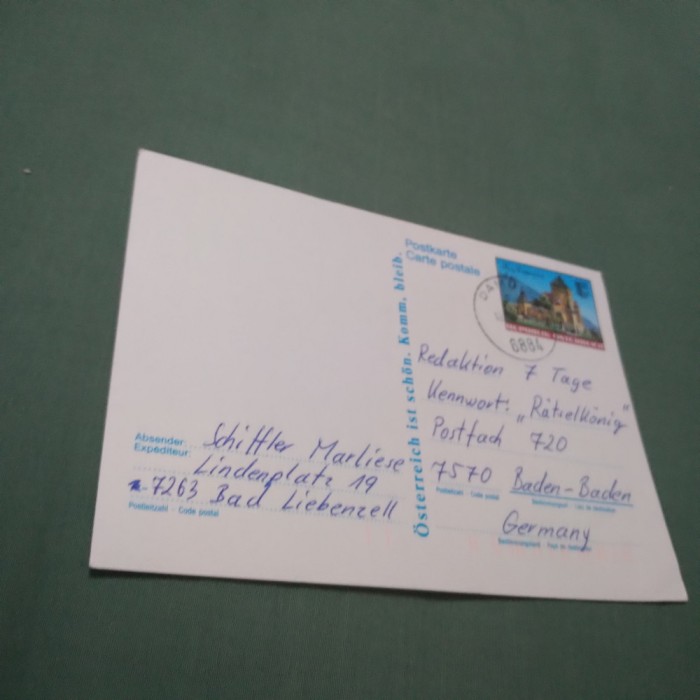 Postkarte
Carte postale
Österreich ist schön. Komm, bleib.
6884
Redaktion 7 Tage
Kennwort: „Rätselkönig"
Postfach 720
7570 Baden-Baden
Germany
Absender:
Expéditeur:
Schiffler Marliese
Lindenplatz 19
7263 Bad Liebenzell
Postleitzahl · Code postal